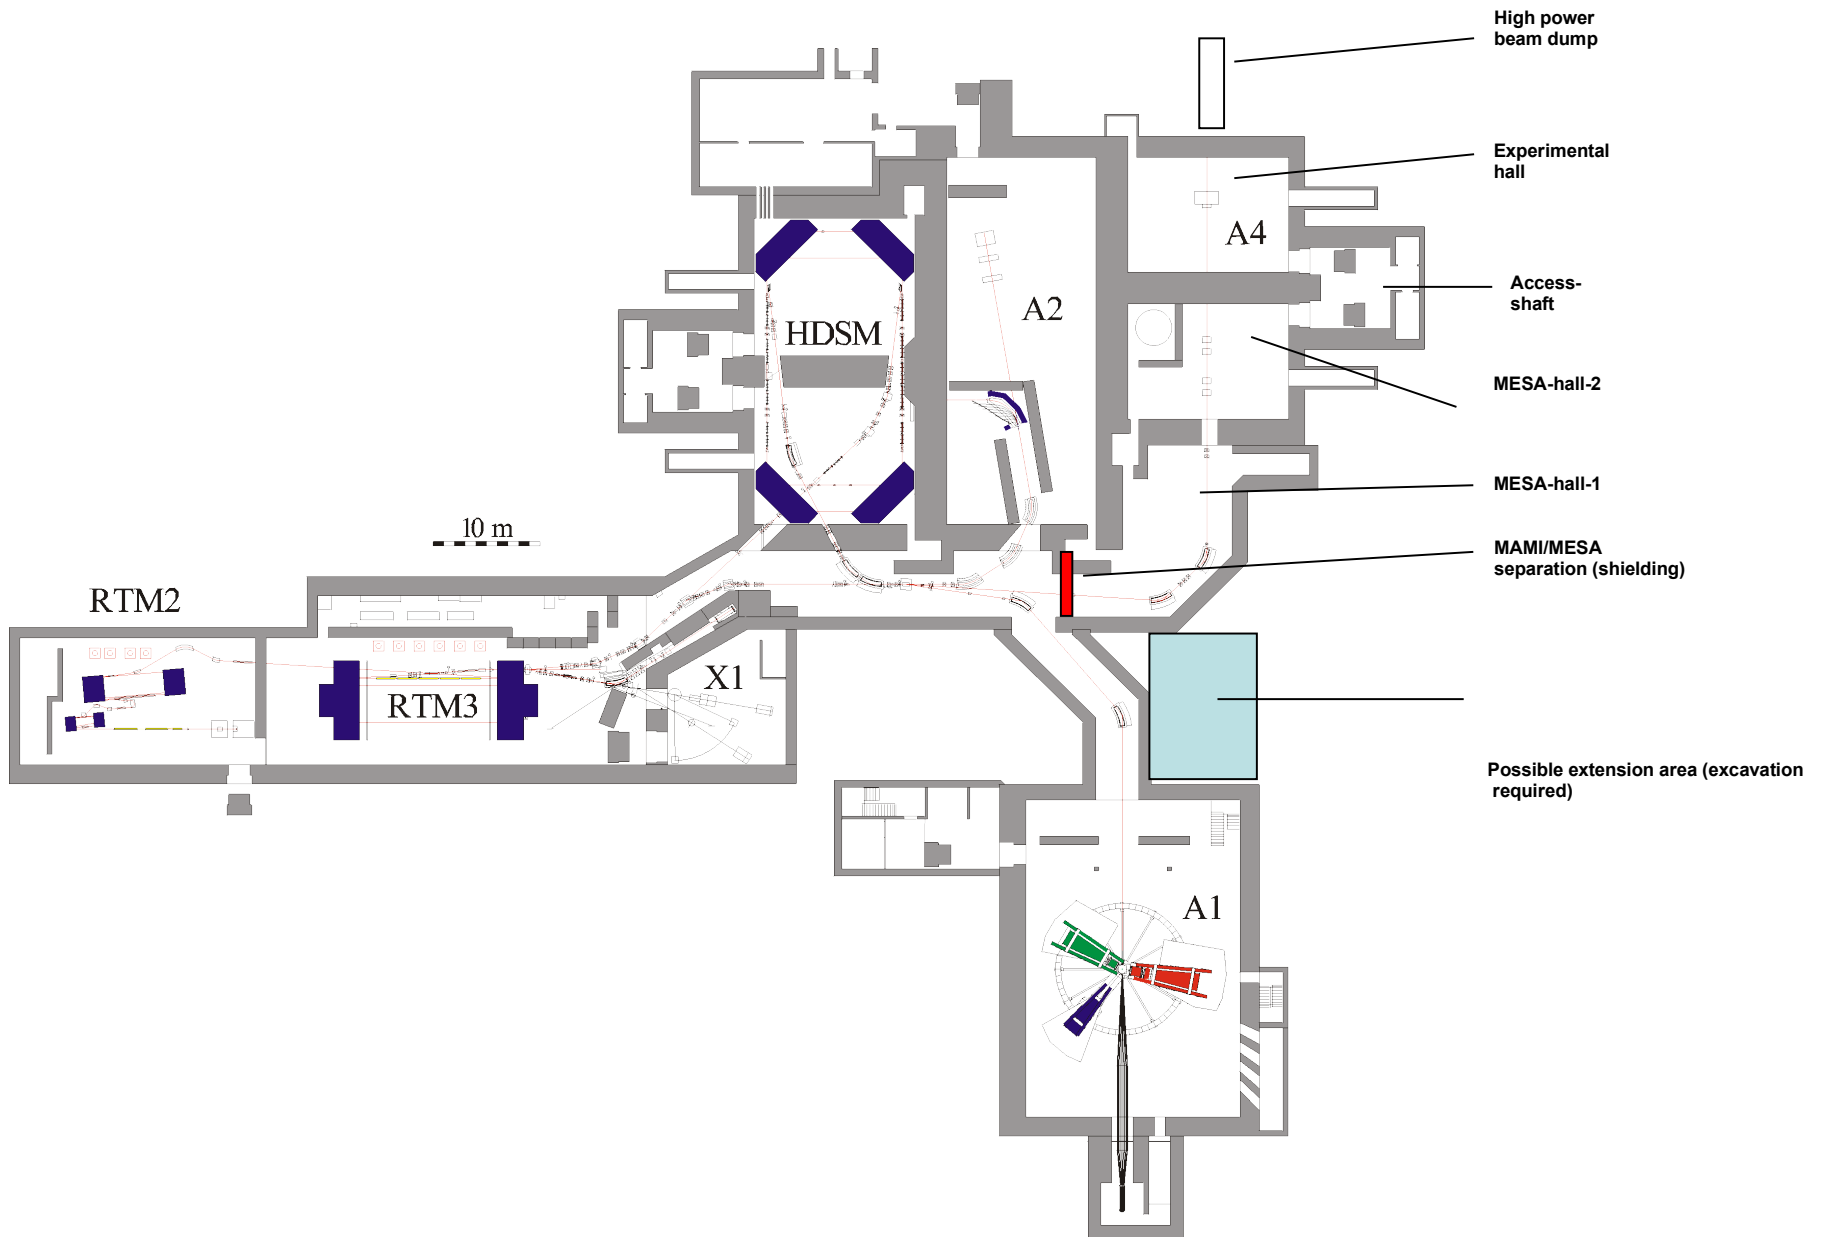 High power
beam dump
Experimental
hall
A4
Access-
shaft
A2
HDSM
MESA-hall-2
MESA-hall-1
10 m
MAMI/MESA
separation (shielding)
RTM2
X1
RTM3
Possible extension area (excavation
required)
A1